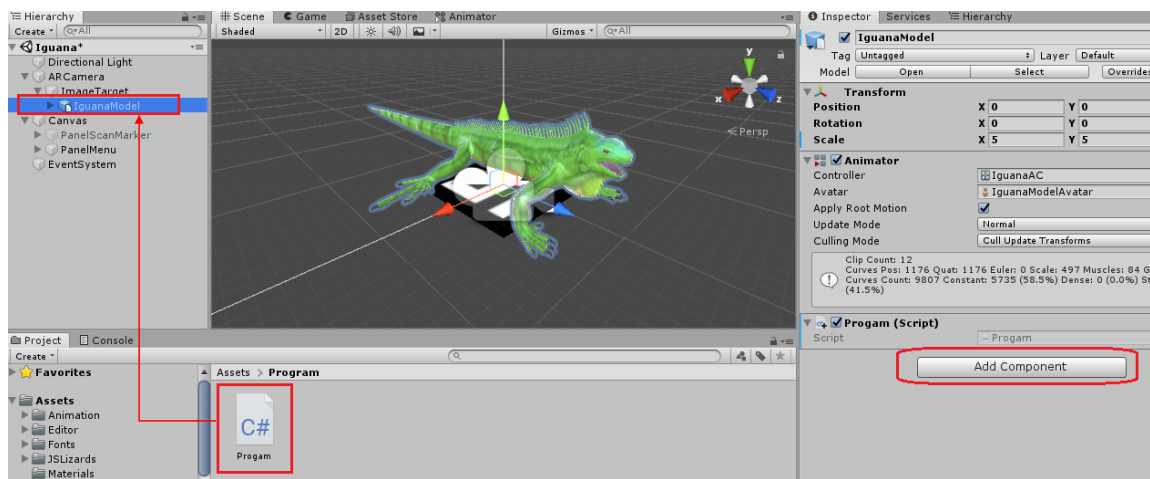 Hierarchy
Create
All
Iguana*
Directional Light
ARCamera
ImageTarget
IguanaModel
Canvas
PanelScanMarker
PanelMenu
EventSystem
Scene Game Asset Store Animator
Shaded 2D Gizmos All
y
x z
Persp
Inspector Services Hierarchy
IguanaModel
Tag Untagged Layer Default
Model Open Select Overrides
Transform
Position X 0 Y 0
Rotation X 0 Y 0
Scale X 5 Y 5
Animator
Controller IguanaAC
Avatar IguanaModelAvatar
Apply Root Motion
Update Mode Normal
Culling Mode Cull Update Transforms
Clip Count: 12
Curves Pos: 1176 Quat: 1176 Euler: 0 Scale: 497 Muscles: 84 G
Curves Count: 9807 Constant: 5735 (58.5%) Dense: 0 (0.0%) St
(41.5%)
Progam (Script)
Script Progam
Add Component
Project Console
Create
Favorites
Assets
Animation
Editor
Fonts
JSLizards
Materials
Assets > Program
C#
Progam